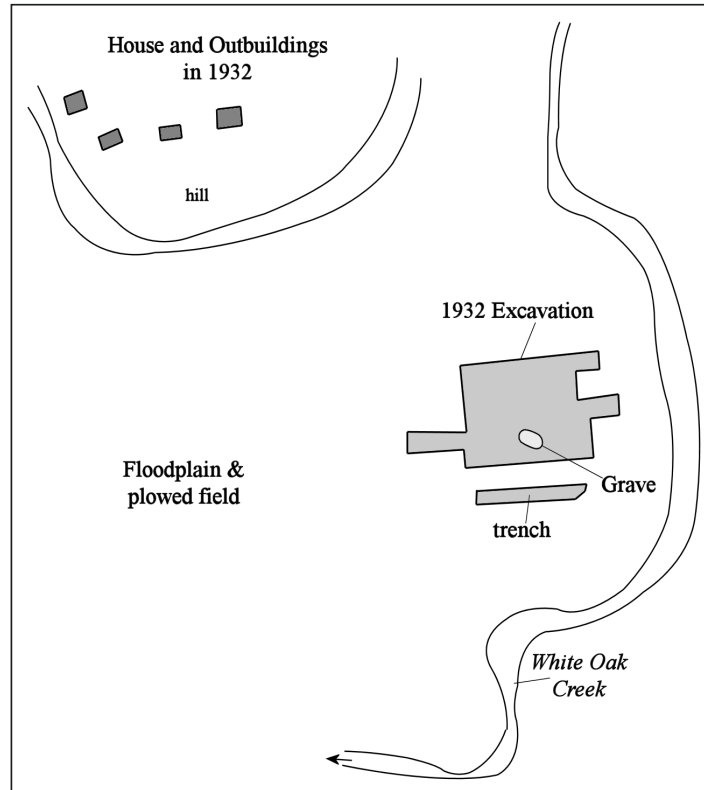 House and Outbuildings
in 1932
hill
1932 Excavation
Floodplain &
plowed field
Grave
trench
White Oak
Creek